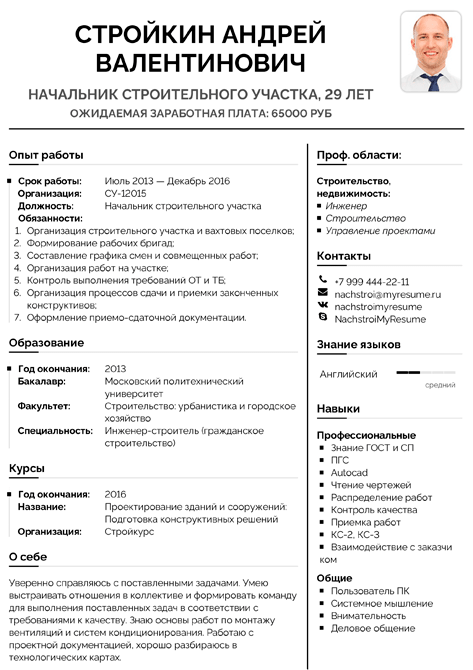 СТРОЙКИН АНДРЕЙ
ВАЛЕНТИНОВИЧ
НАЧАЛЬНИК СТРОИТЕЛЬНОГО УЧАСТКА, 29 ЛЕТ
ОЖИДАЕМАЯ ЗАРАБОТНАЯ ПЛАТА: 65000 РУБ
Опыт работы
Срок работы: Июль 2013 — Декабрь 2016
Организация: СУ-12015
Должность: Начальник строительного участка
Обязанности:
1. Организация строительного участка и вахтовых поселков;
2. Формирование рабочих бригад;
3. Составление графика смен и совмещенных работ;
4. Организация работ на участке;
5. Контроль выполнения требований ОТ и ТБ;
6. Организация процессов сдачи и приемки законченных
конструктивов;
7. Оформление приемо-сдаточной документации.
Образование
Год окончания: 2013
Бакалавр: Московский политехнический
университет
Факультет: Строительство: урбанистика и городское
хозяйство
Специальность: Инженер-строитель (гражданское
строительство)
Курсы
Год окончания: 2016
Название: Проектирование зданий и сооружений:
Подготовка конструктивных решений
Организация: Стройкурс
О себе
Уверенно справляюсь с поставленными задачами. Умею
выстраивать отношения в коллективе и формировать команду
для выполнения поставленных задач в соответствии с
требованиями к качеству. Знаю основы работ по монтажу
вентиляций и систем кондиционирования. Работаю с
проектной документацией, хорошо разбираюсь в
технологических картах.
Проф. области:
Строительство,
недвижимость:
Инженер
Строительство
Управление проектами
Контакты
+7 999 444-22-11
nachstroi@myresume.ru
nachstroimyresume
NachstroiMyResume
Знание языков
Английский
средний
Навыки
Профессиональные
Знание ГОСТ и СП
ПГС
Autocad
Чтение чертежей
Распределение работ
Контроль качества
Приемка работ
КС-2, КС-3
Взаимодействие с заказчи
ком
Общие
Пользователь ПК
Системное мышление
Внимательность
Деловое общение